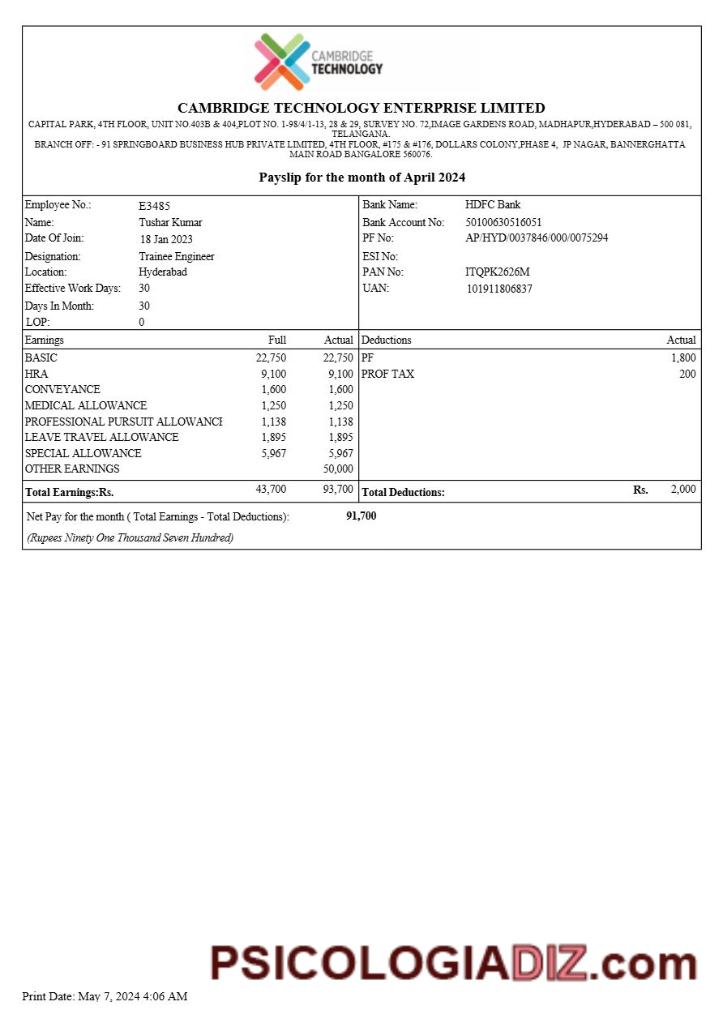 CAMBRIDGE
TECHNOLOGY
CAMBRIDGE TECHNOLOGY ENTERPRISE LIMITED
CAPITAL PARK, 4TH FLOOR, UNIT NO.403B & 404,PLOT NO. 1-98/4/1-13, 28 & 29, SURVEY NO. 72,IMAGE GARDENS ROAD, MADHAPUR,HYDERABAD – 500 081,
TELANGANA.
BRANCH OFF: - 91 SPRINGBOARD BUSINESS HUB PRIVATE LIMITED, 4TH FLOOR, #175 & #176, DOLLARS COLONY,PHASE 4, JP NAGAR, BANNERGHATTA
MAIN ROAD BANGALORE 560076.
Payslip for the month of April 2024
Employee No.: E3485 Bank Name: HDFC Bank
Name: Tushar Kumar Bank Account No: 50100630516051
Date Of Join: 18 Jan 2023 PF No: AP/HYD/0037846/000/0075294
Designation: Trainee Engineer ESI No:
Location: Hyderabad PAN No: ITQPK2626M
Effective Work Days: 30 UAN: 101911806837
Days In Month: 30
LOP: 0
Earnings Full Actual Deductions Actual
BASIC 22,750 22,750 PF 1,800
HRA 9,100 9,100 PROF TAX 200
CONVEYANCE 1,600 1,600
MEDICAL ALLOWANCE 1,250 1,250
PROFESSIONAL PURSUIT ALLOWANCE 1,138 1,138
LEAVE TRAVEL ALLOWANCE 1,895 1,895
SPECIAL ALLOWANCE 5,967 5,967
OTHER EARNINGS 50,000
Total Earnings:Rs. 43,700 93,700 Total Deductions: Rs. 2,000
Net Pay for the month ( Total Earnings - Total Deductions): 91,700
(Rupees Ninety One Thousand Seven Hundred)
PSICOLOGIADIZ.com
Print Date: May 7, 2024 4:06 AM